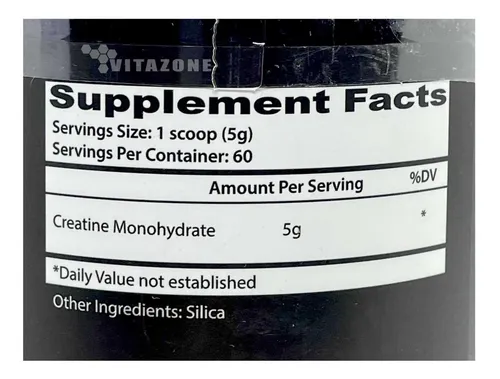 VITAZONE
Supplement Facts
Servings Size: 1 scoop (5g)
Servings Per Container: 60
Amount Per Serving %DV
Creatine Monohydrate 5g *
*Daily Value not established
Other Ingredients: Silica